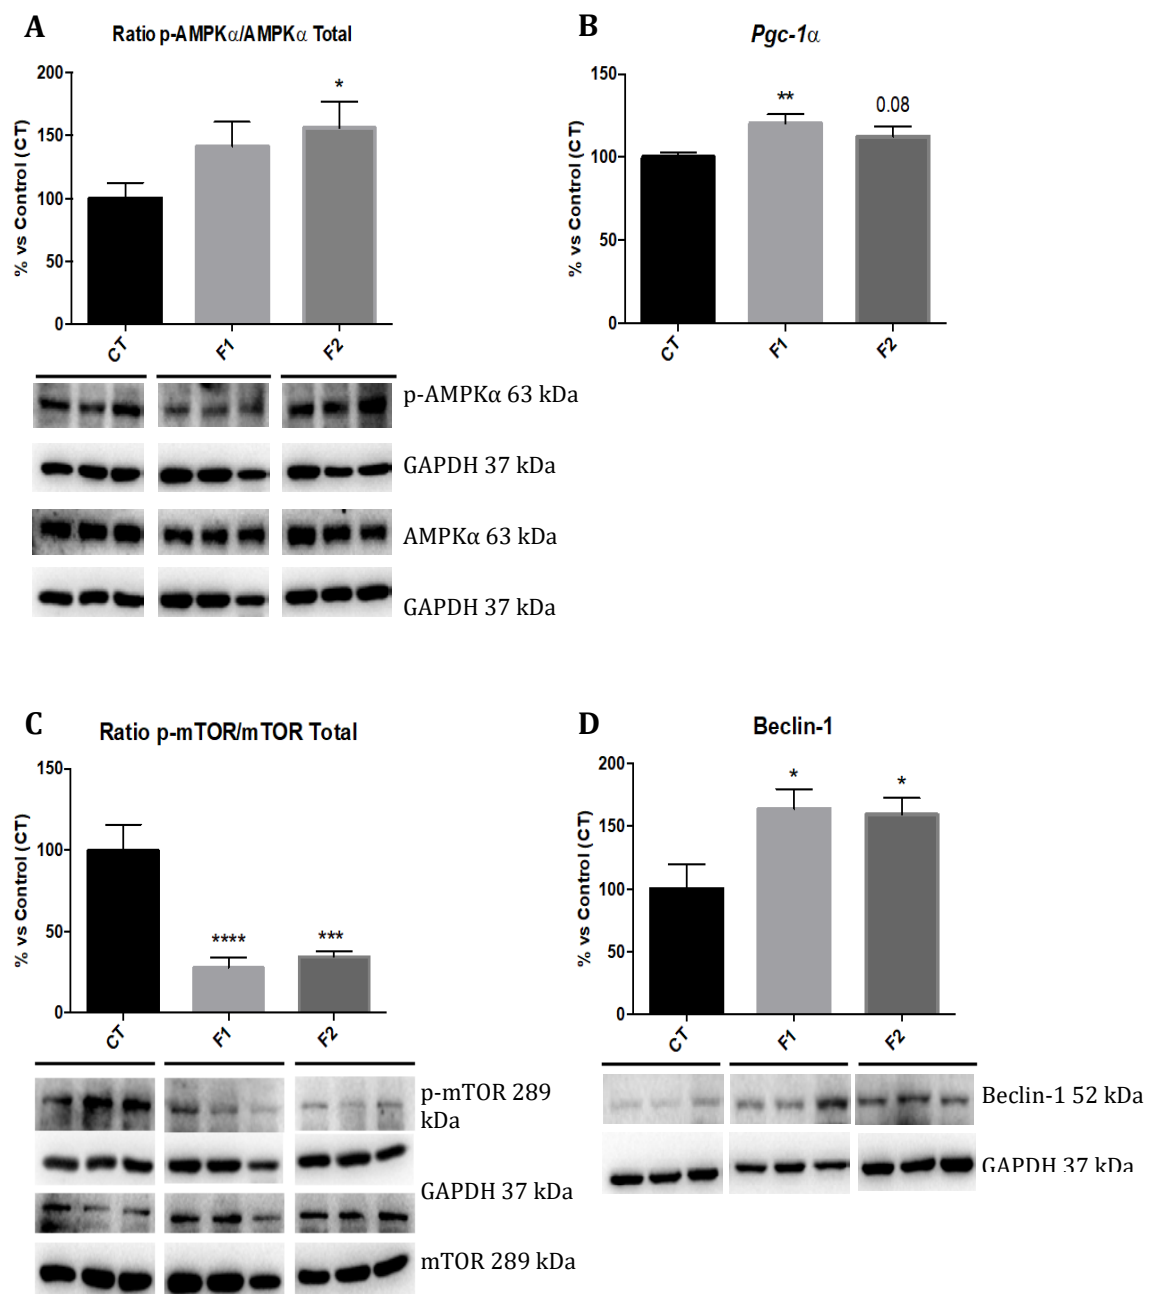 A
Ratio p-AMPKα/AMPKα Total
200
150
100
50
0
% vs Control (CT)
*
CT
F1
F2
p-AMPKα 63 kDa
GAPDH 37 kDa
AMPKα 63 kDa
GAPDH 37 kDa
B
Pgc-1α
150
100
50
0
% vs Control (CT)
**
0.08
CT
F1
F2
C
Ratio p-mTOR/mTOR Total
150
100
50
0
% vs Control (CT)
****
***
CT
F1
F2
p-mTOR 289
kDa
GAPDH 37 kDa
mTOR 289 kDa
D
Beclin-1
200
150
100
50
0
% vs Control (CT)
*
*
CT
F1
F2
Beclin-1 52 kDa
GAPDH 37 kDa